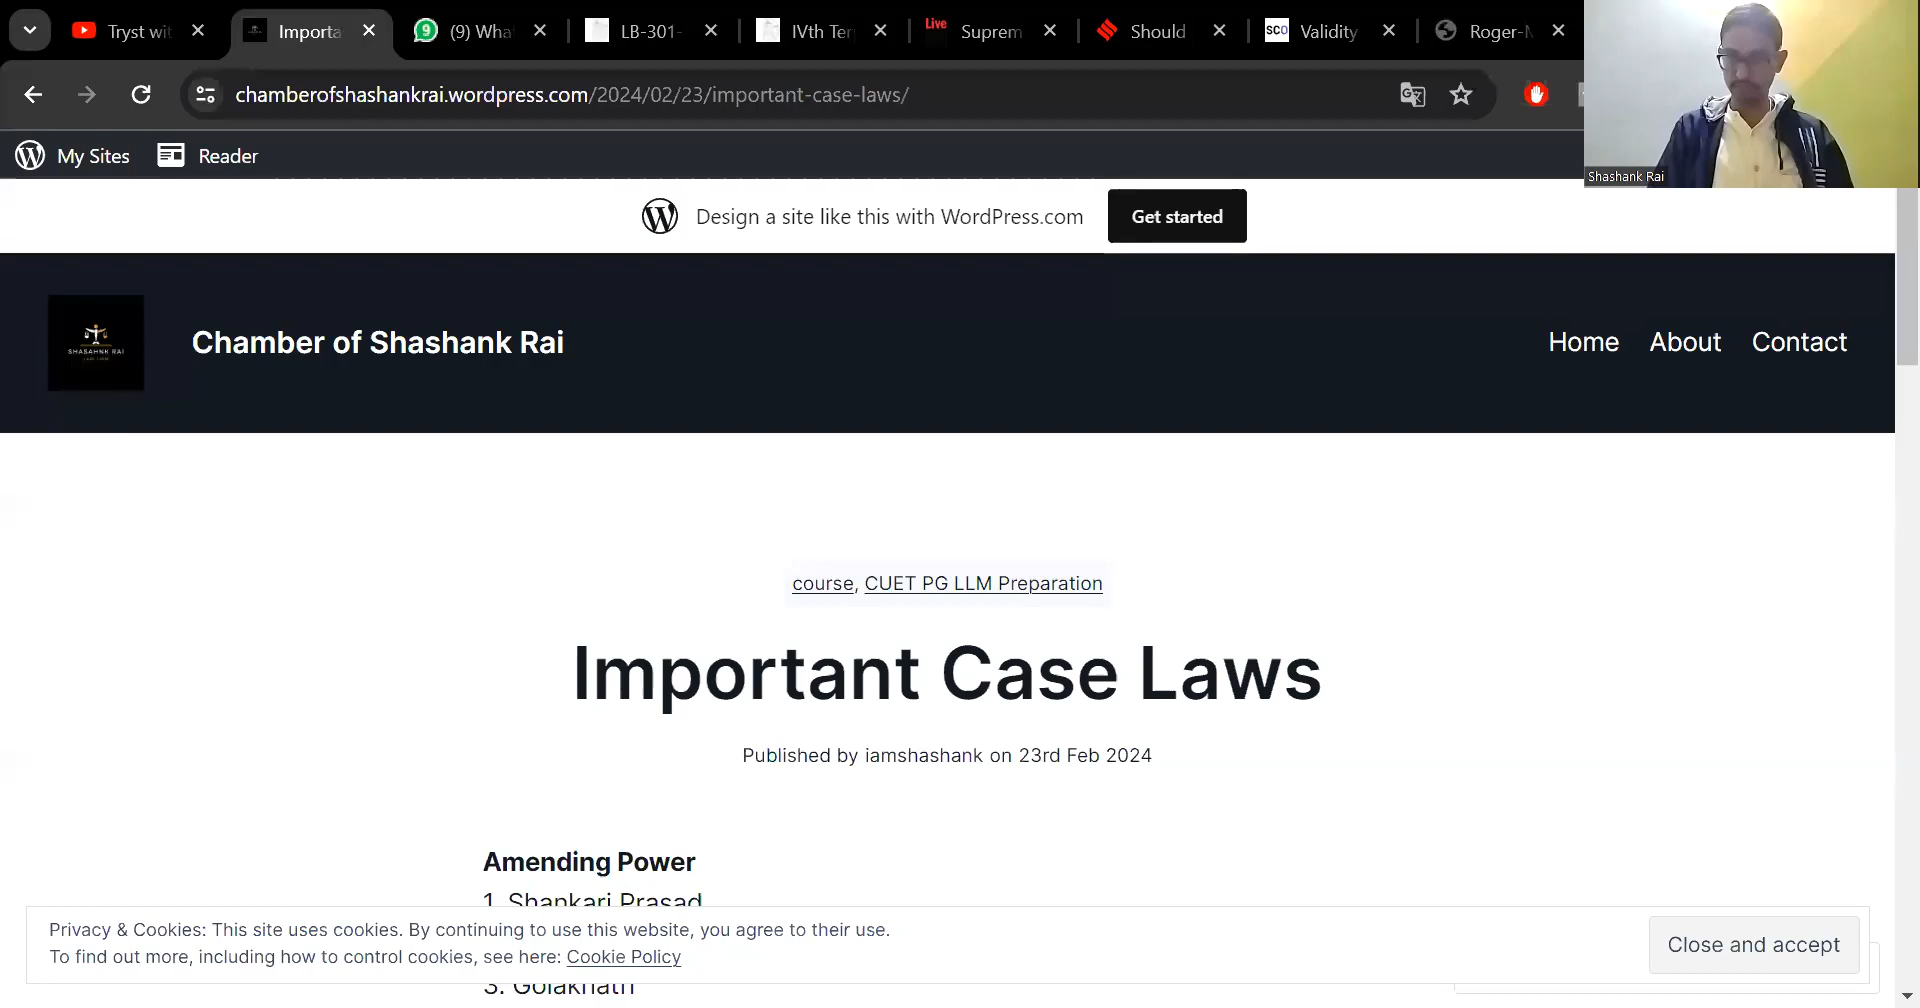 Tryst wit
Importa
(9) What
LB-301-
IVth Ter
Live
Suprem
Should
SCO
Validity
Roger-
chamberofshashankrai.wordpress.com/2024/02/23/important-case-laws/
Shashank Rai
My Sites
Reader
Design a site like this with WordPress.com
Get started
SHASAHNK RAI
Chamber of Shashank Rai
Home
About
Contact
course, CUET PG LLM Preparation
Important Case Laws
Published by iamshashank on 23rd Feb 2024
Amending Power
1. Shankari Prasad
Privacy & Cookies: This site uses cookies. By continuing to use this website, you agree to their use.
To find out more, including how to control cookies, see here: Cookie Policy
Close and accept
3. Golaknath